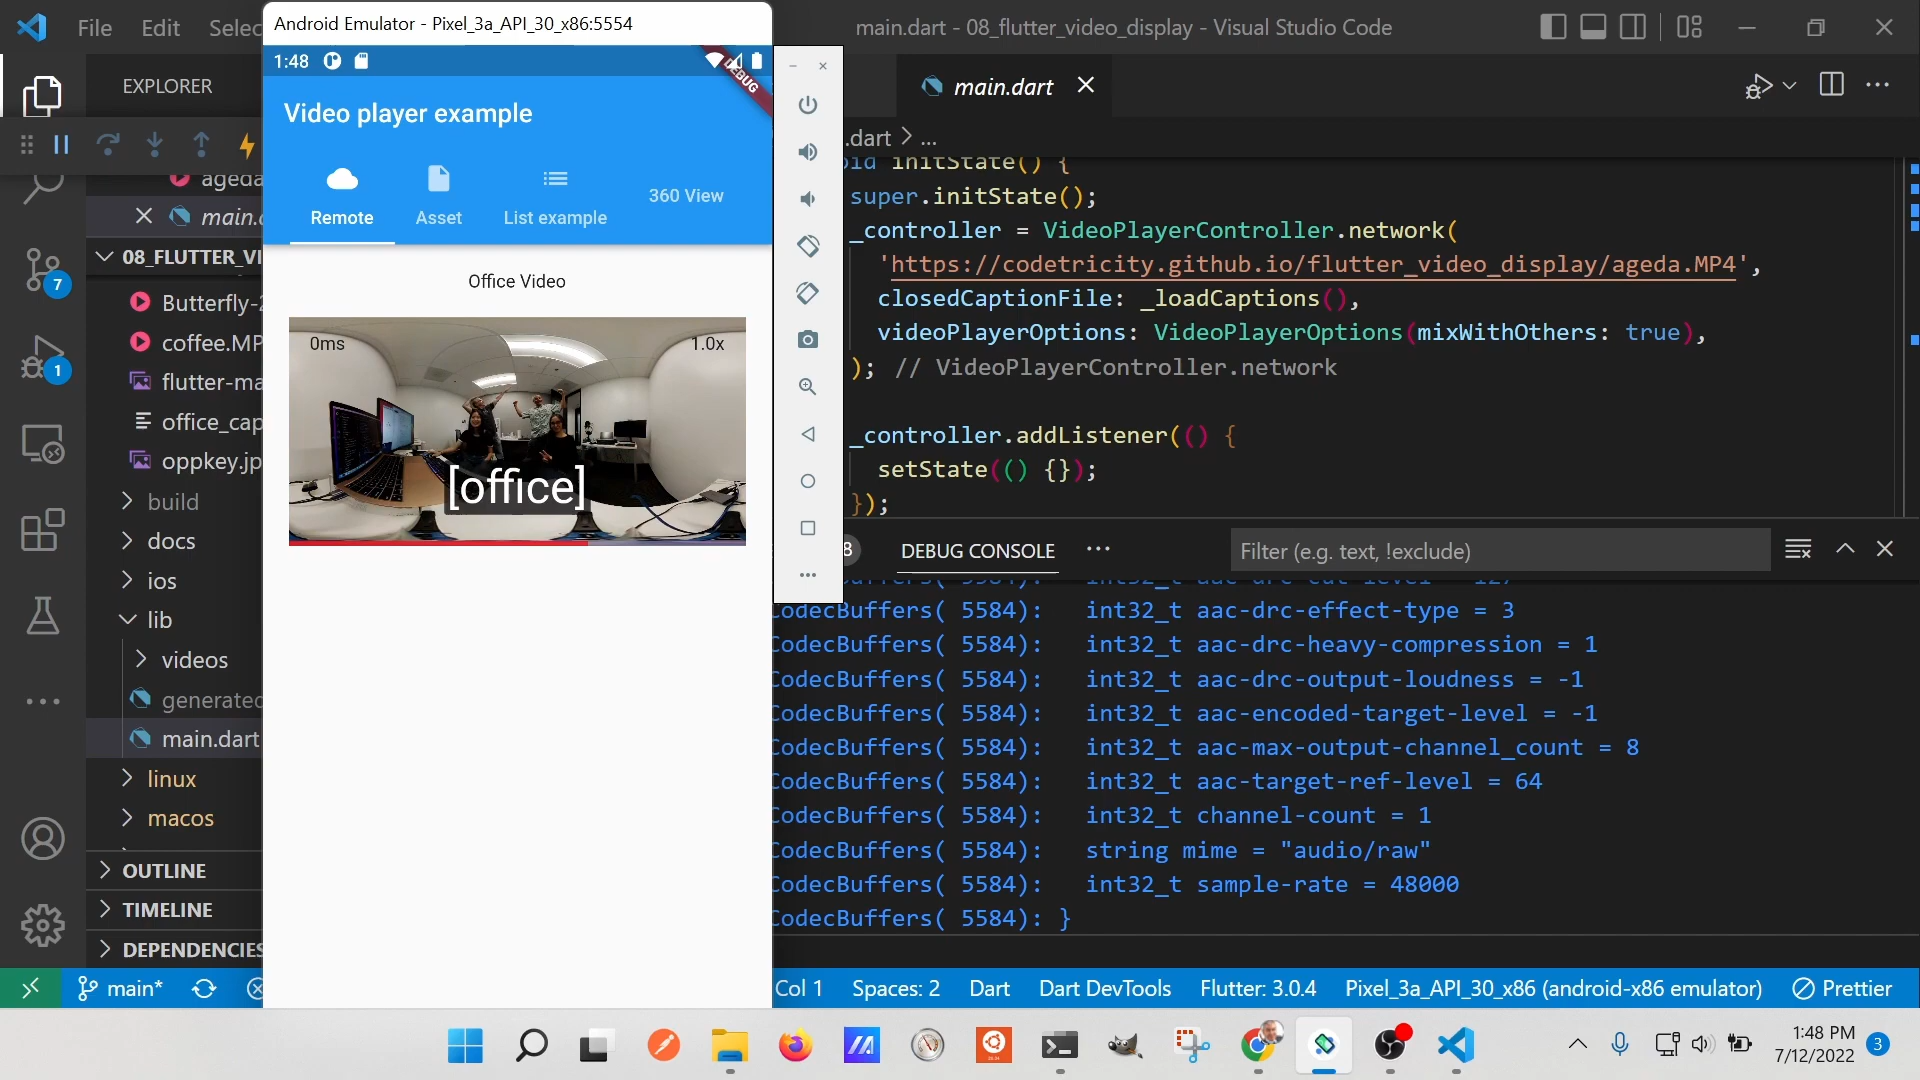 File Edit Selec
Android Emulator - Pixel_3a_API_30_x86:5554
main.dart - 08_flutter_video_display - Visual Studio Code
EXPLORER
1:48
DEBUG
Video player example
Remote
Asset
List example
360 View
Office Video
0ms
1.0x
[office]
ageda
main.d
08_FLUTTER_VI
Butterfly-2
coffee.MP
flutter-ma
office_cap
oppkey.jp
build
docs
ios
lib
videos
generated
main.dart
linux
macos
OUTLINE
TIMELINE
DEPENDENCIES
7
1
main.dart
.dart > ...
oid initState() {
super.initState();
_controller = VideoPlayerController.network(
'https://codetricity.github.io/flutter_video_display/ageda.MP4',
closedCaptionFile: _loadCaptions(),
videoPlayerOptions: VideoPlayerOptions(mixWithOthers: true),
); // VideoPlayerController.network
_controller.addListener(() {
setState(() {});
});
8
DEBUG CONSOLE
Filter (e.g. text, !exclude)
CodecBuffers( 5584):   int32_t aac-drc-effect-type = 3
CodecBuffers( 5584):   int32_t aac-drc-heavy-compression = 1
CodecBuffers( 5584):   int32_t aac-drc-output-loudness = -1
CodecBuffers( 5584):   int32_t aac-encoded-target-level = -1
CodecBuffers( 5584):   int32_t aac-max-output-channel_count = 8
CodecBuffers( 5584):   int32_t aac-target-ref-level = 64
CodecBuffers( 5584):   int32_t channel-count = 1
CodecBuffers( 5584):   string mime = "audio/raw"
CodecBuffers( 5584):   int32_t sample-rate = 48000
CodecBuffers( 5584): }
main*
Col 1
Spaces: 2
Dart
Dart DevTools
Flutter: 3.0.4
Pixel_3a_API_30_x86 (android-x86 emulator)
Prettier
1:48 PM
7/12/2022
3